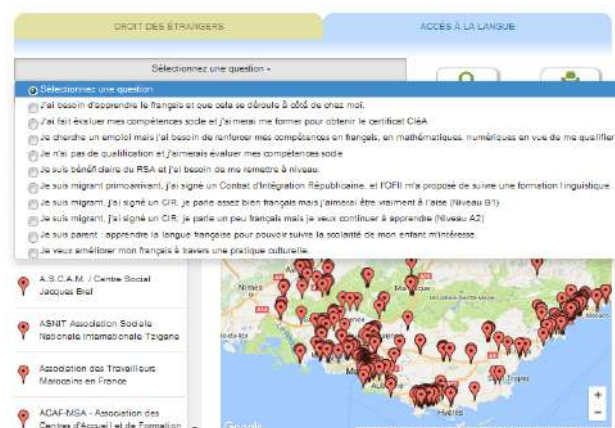 DROIT DES ÉTRANGERS
ACCÈS À LA LANGUE
Sélectionnez une question
Sélectionnez une question
J'ai besoin d'apprendre le français et que cela se déroule à côté de chez moi.
J'ai fait évaluer mes compétences socle et j'aimerai me former pour obtenir le certificat CléA
Je cherche un emploi mais j'ai besoin de renforcer mes compétences en français, en mathématiques, numériques en vue de me qualifier
Je n'ai pas de qualification et j'aimerais évaluer mes compétences socle
Je suis bénéficiaire du RSA et j'ai besoin de me remettre à niveau.
Je suis migrant primoarrivant, j'ai signé un Contrat d'Intégration Républicaine, et l'OFII m'a proposé de suivre une formation linguistique.
Je suis migrant, j'ai signé un CIR; je parle assez bien français mais j'aimerai être vraiment à l'aise (Niveau B1)
Je suis migrant, j'ai signé un CIR; je parle un peu français mais je veux continuer à apprendre (Niveau A2)
Je suis parent : apprendre la langue française pour pouvoir suivre la scolarité de mon enfant m'intéresse.
Je veux améliorer mon français à travers une pratique culturelle.
A.S.C.A.M. / Centre Social
Jacques Brel
ASNIT Association Sociale
Nationale Internationale Tzigane
Association des Travailleurs
Marocains en France
ACAF-MSA - Association des
Centres d'Accueil et de Formation
Nîmes
Monaco
Hyères
Google
+
-